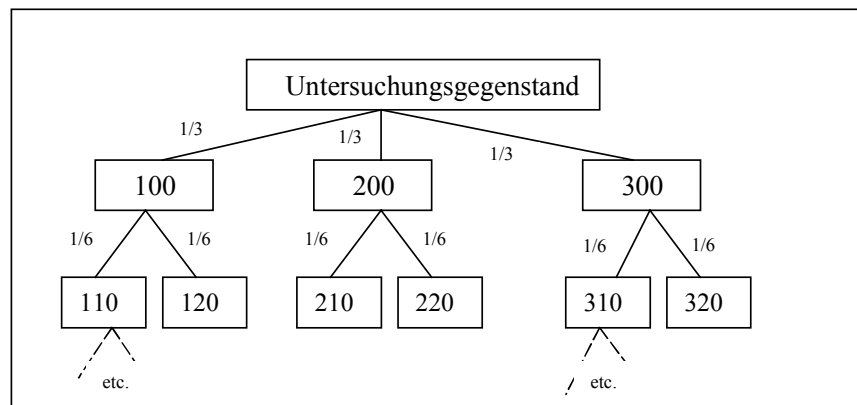 Untersuchungsgegenstand
1/3 1/3 1/3
100 200 300
1/6 1/6 1/6 1/6 1/6 1/6
110 120 210 220 310 320
etc. etc.